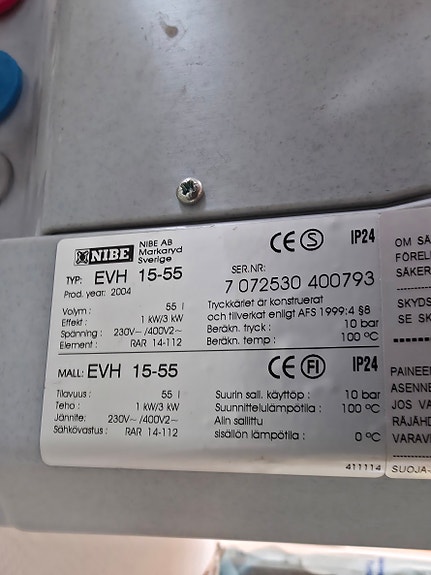 NIBE
NIBE AB
Markaryd
Sverige
CE S IP24
TYP: EVH 15-55
SER.NR: 7 072530 400793
Prod. year: 2004
Volym : 55 l
Effekt : 1 kW/3 kW
Spänning : 230V~ /400V2~
Element : RAR 14-112
Tryckkärlet är konstruerat
och tillverkat enligt AFS 1999:4 §8
Beräkn. tryck : 10 bar
Beräkn. temp : 100 °C
MALL: EVH 15-55
CE FI IP24
Tilavuus : 55 l
Teho : 1 kW/3 kW
Jännite: 230V~ /400V2~
Sähkövastus : RAR 14-112
Suurin sall. käyttöp : 10 bar
Suunnittelulämpötila : 100 °C
Alin sallittu
sisällön lämpötila : 0 °C
411114
OM SÄ
FÖREL
SÄKER
SKYDS
SE SK
PAINEE
ASENNE
JOS VA
RÄJÄHD
VARAVI
SUOJA-